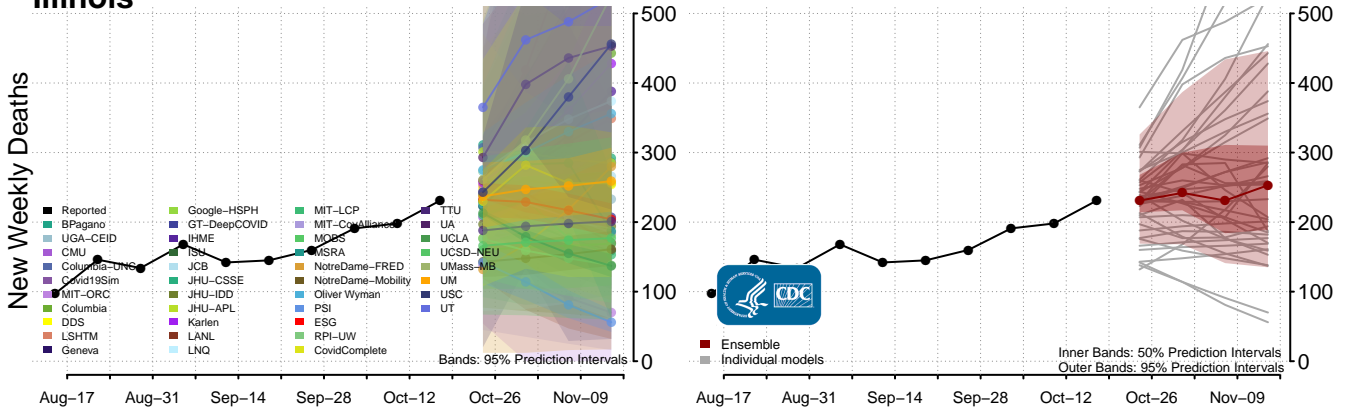 Illinois
New Weekly Deaths
500
400
300
200
100
0
Reported
BPagano
UGA−CEID
CMU
Columbia−UNC
Covid19Sim
MIT−ORC
Columbia
DDS
LSHTM
Geneva
Google−HSPH
GT−DeepCOVID
IHME
ISU
JCB
JHU−CSSE
JHU−IDD
JHU−APL
Karlen
LANL
LNQ
MIT−LCP
MIT−CovAlliance
MOBS
MSRA
NotreDame−FRED
NotreDame−Mobility
Oliver Wyman
PSI
ESG
RPI−UW
CovidComplete
TTU
UA
UCLA
UCSD−NEU
UMass−MB
UM
USC
UT
Bands: 95% Prediction Intervals
Aug−17 Aug−31 Sep−14 Sep−28 Oct−12 Oct−26 Nov−09
500
400
300
200
100
0
CDC
Ensemble
Individual models
Inner Bands: 50% Prediction Intervals
Outer Bands: 95% Prediction Intervals
Aug−17 Aug−31 Sep−14 Sep−28 Oct−12 Oct−26 Nov−09